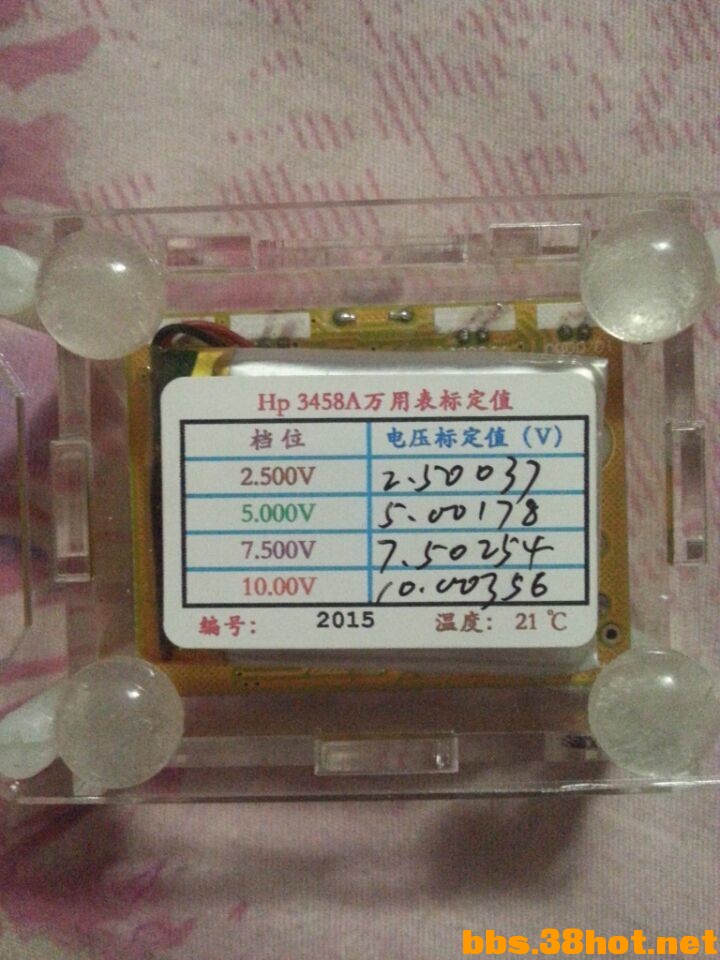 Hp 3458A万用表标定值
档位 电压标定值（V）
2.500V 2.50037
5.000V 5.00178
7.500V 7.50254
10.00V 10.00356
编号： 2015 温度： 21 ℃
bbs.38hot.net